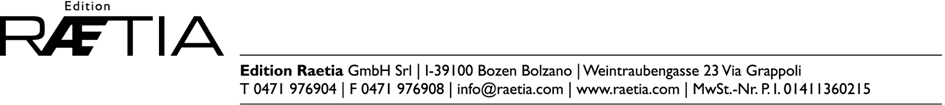 Edition
RÆTIA
Edition Raetia GmbH Srl | I-39100 Bozen Bolzano | Weintraubengasse 23 Via Grappoli
T 0471 976904 | F 0471 976908 | info@raetia.com | www.raetia.com | MwSt.-Nr. P. I. 01411360215